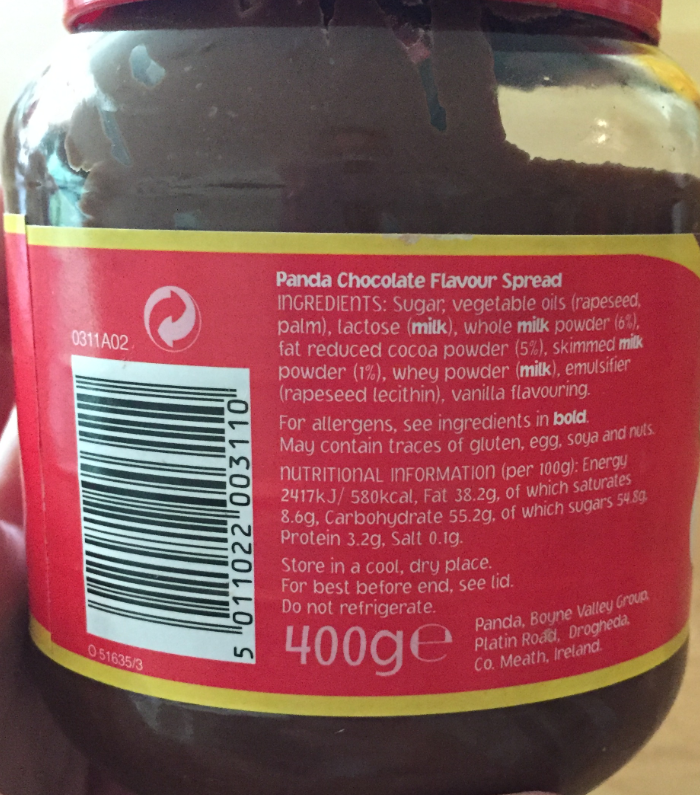 Panda Chocolate Flavour Spread
INGREDIENTS: Sugar, vegetable oils (rapeseed,
palm), lactose (milk), whole milk powder (6%),
fat reduced cocoa powder (5%), skimmed milk
powder (1%), whey powder (milk), emulsifier
(rapeseed lecithin), vanilla flavouring.
For allergens, see ingredients in bold.
May contain traces of gluten, egg, soya and nuts.
NUTRITIONAL INFORMATION (per 100g): Energy
2417kJ/ 580kcal, Fat 38.2g, of which saturates
8.6g, Carbohydrate 55.2g, of which sugars 54.8g,
Protein 3.2g, Salt 0.1g.
Store in a cool, dry place.
For best before end, see lid.
Do not refrigerate.
400g e
Panda, Boyne Valley Group,
Platin Road, Drogheda,
Co. Meath, Ireland.
0311A02
5 011022 003110
O 51635/3